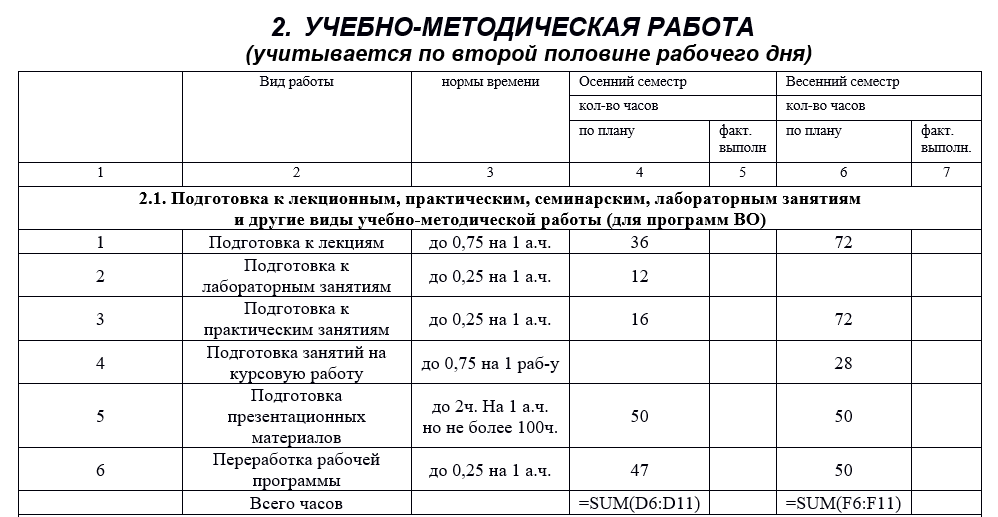 2. УЧЕБНО-МЕТОДИЧЕСКАЯ РАБОТА
(учитывается по второй половине рабочего дня)
Вид работы нормы времени Осенний семестр Весенний семестр
кол-во часов кол-во часов
по плану факт. выполн по плану факт. выполн.
1 2 3 4 5 6 7
2.1. Подготовка к лекционным, практическим, семинарским, лабораторным занятиям
и другие виды учебно-методической работы (для программ ВО)
1 Подготовка к лекциям до 0,75 на 1 а.ч. 36 72
2 Подготовка к лабораторным занятиям до 0,25 на 1 а.ч. 12
3 Подготовка к практическим занятиям до 0,25 на 1 а.ч. 16 72
4 Подготовка занятий на курсовую работу до 0,75 на 1 раб-у 28
5 Подготовка презентационных материалов до 2ч. На 1 а.ч. но не более 100ч. 50 50
6 Переработка рабочей программы до 0,25 на 1 а.ч. 47 50
Всего часов =SUM(D6:D11) =SUM(F6:F11)